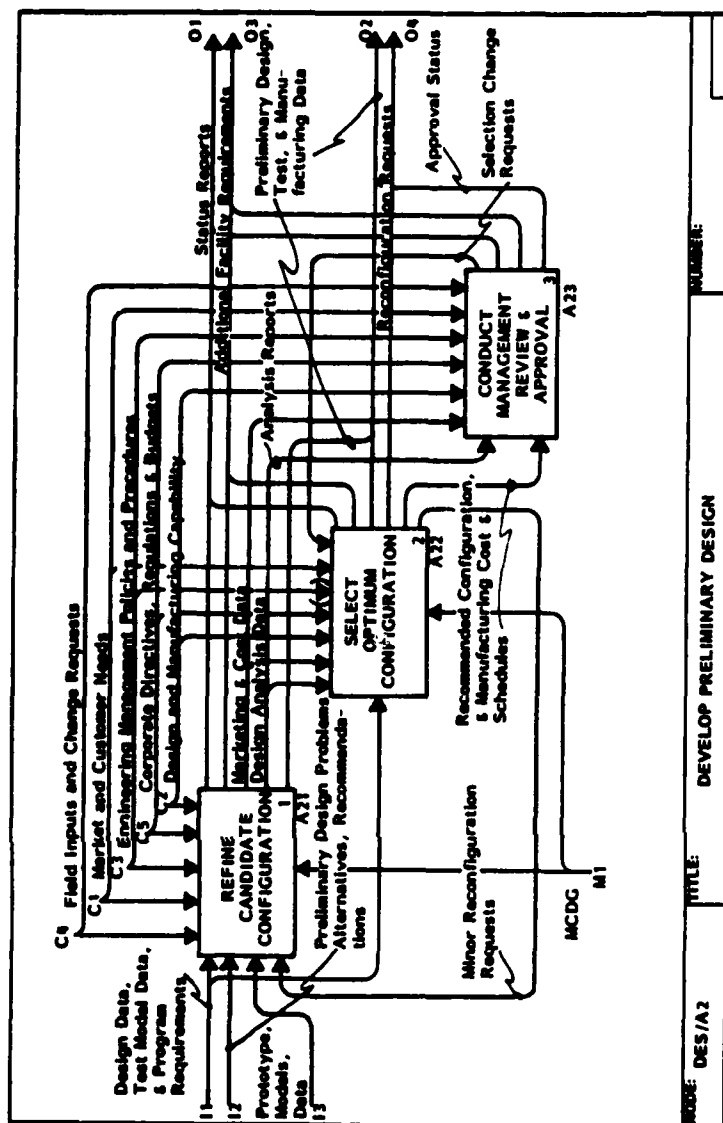 C4 Field Inputs and Change Requests
C1 Market and Customer Needs
C3 Engineering Management Policies and Procedures
C5 Corporate Directives, Regulations & Budgets
C2 Design and Manufacturing Capability
Status Reports
O1
Additional Facility Requirements
O3
Preliminary Design,
Test, & Manu-
facturing Data
O2
Reconfiguration Requests
O4
Approval Status
Selection Change
Requests
Analysis Reports
Design Data,
Test Model Data,
& Program
Requirements
I1
I2
Prototype,
Models,
Data
I3
REFINE
CANDIDATE
CONFIGURATION
1
A21
Marketing & Cost Data
Design Analysis Data
Preliminary Design Problems
Alternatives, Recommenda-
tions
SELECT
OPTIMUM
CONFIGURATION
2
A22
CONDUCT
MANAGEMENT
REVIEW &
APPROVAL
3
A23
Recommended Configuration,
& Manufacturing Cost &
Schedules
Minor Reconfiguration
Requests
MCDG
M1
NODE: DES/A2
TITLE:
DEVELOP PRELIMINARY DESIGN
NUMBER: